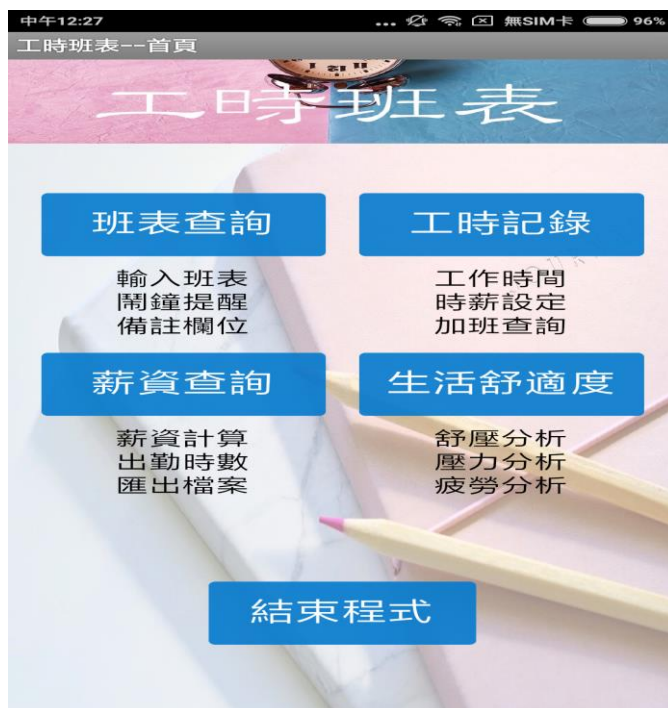 中午12:27 ... 無SIM卡 96%
工時班表--首頁
工時班表
班表查詢 工時記錄
輸入班表 工作時間
鬧鐘提醒 時薪設定
備註欄位 加班查詢
薪資查詢 生活舒適度
薪資計算 舒壓分析
出勤時數 壓力分析
匯出檔案 疲勞分析
結束程式